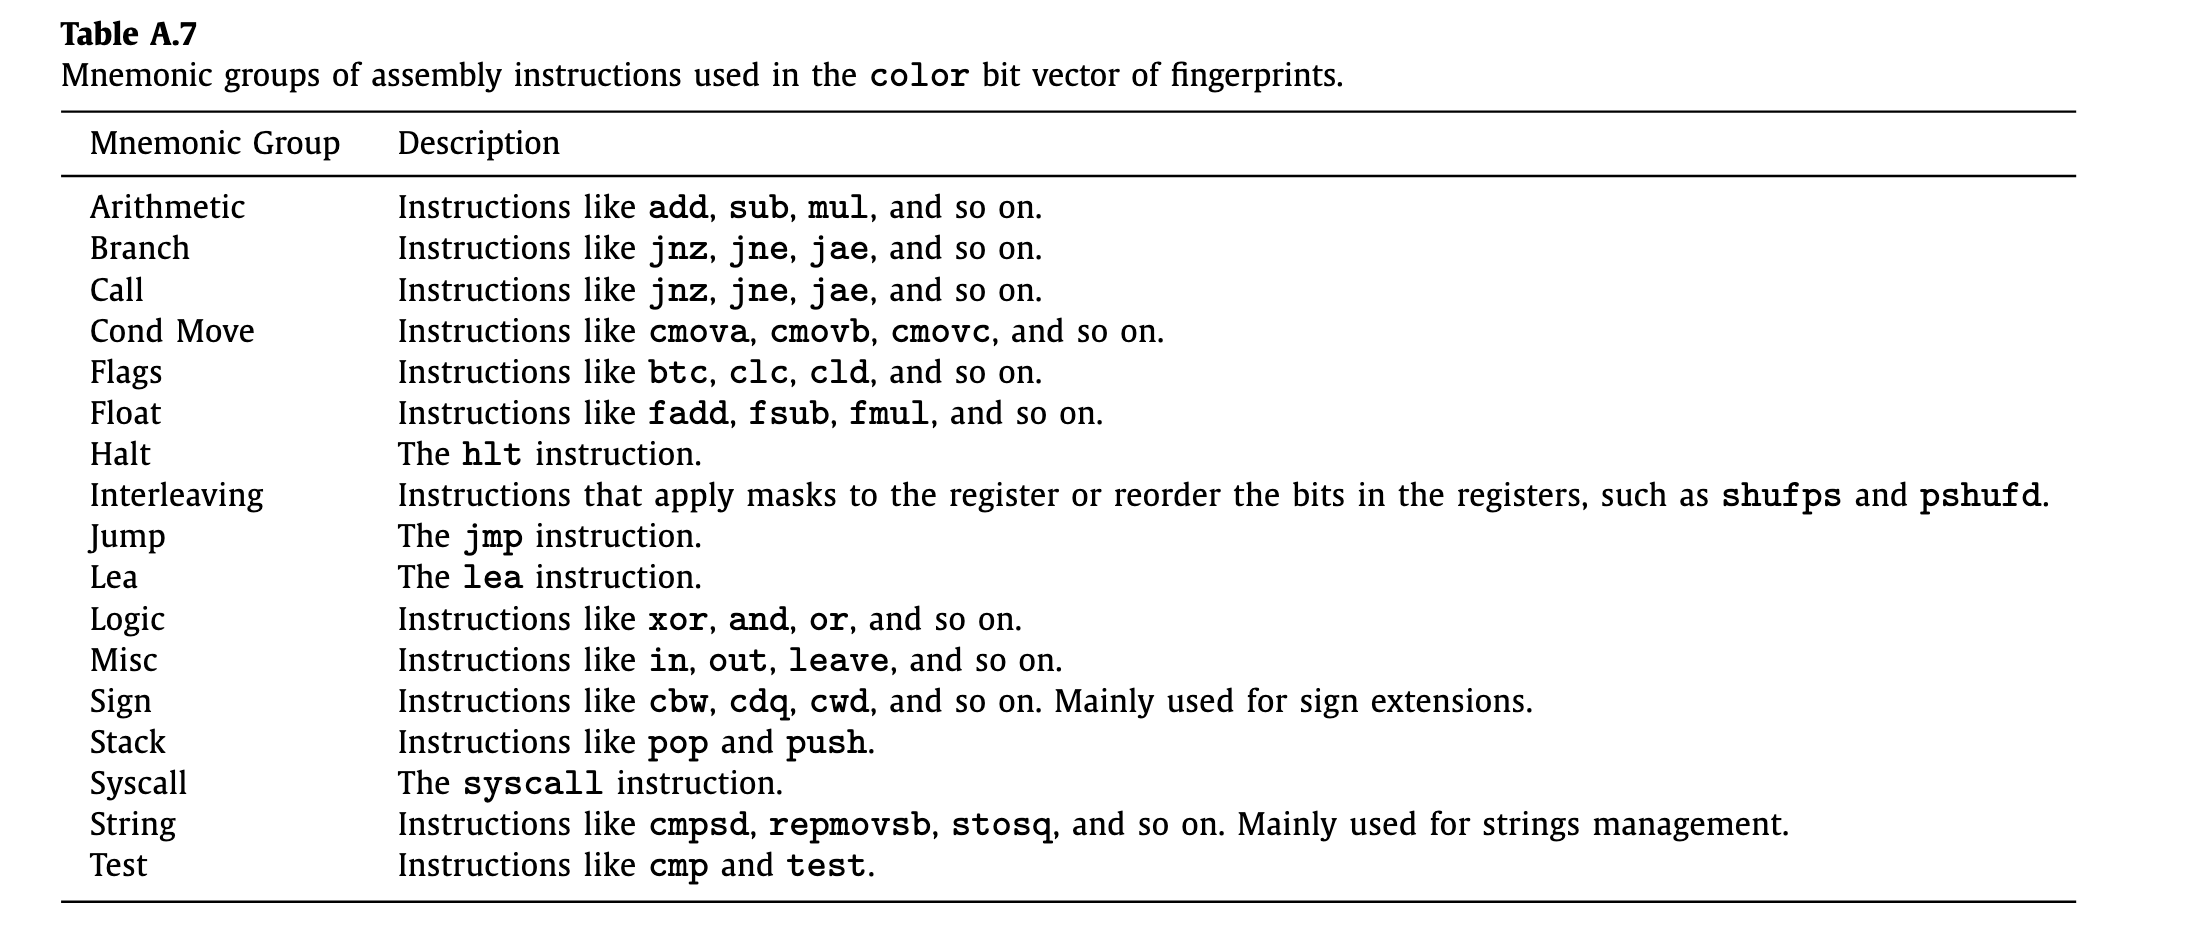 Table A.7
Mnemonic groups of assembly instructions used in the color bit vector of fingerprints.
Mnemonic Group Description
Arithmetic Instructions like add, sub, mul, and so on.
Branch Instructions like jnz, jne, jae, and so on.
Call Instructions like jnz, jne, jae, and so on.
Cond Move Instructions like cmova, cmovb, cmovc, and so on.
Flags Instructions like btc, clc, cld, and so on.
Float Instructions like fadd, fsub, fmul, and so on.
Halt The hlt instruction.
Interleaving Instructions that apply masks to the register or reorder the bits in the registers, such as shufps and pshufd.
Jump The jmp instruction.
Lea The lea instruction.
Logic Instructions like xor, and, or, and so on.
Misc Instructions like in, out, leave, and so on.
Sign Instructions like cbw, cdq, cwd, and so on. Mainly used for sign extensions.
Stack Instructions like pop and push.
Syscall The syscall instruction.
String Instructions like cmpsd, repmovsb, stosq, and so on. Mainly used for strings management.
Test Instructions like cmp and test.